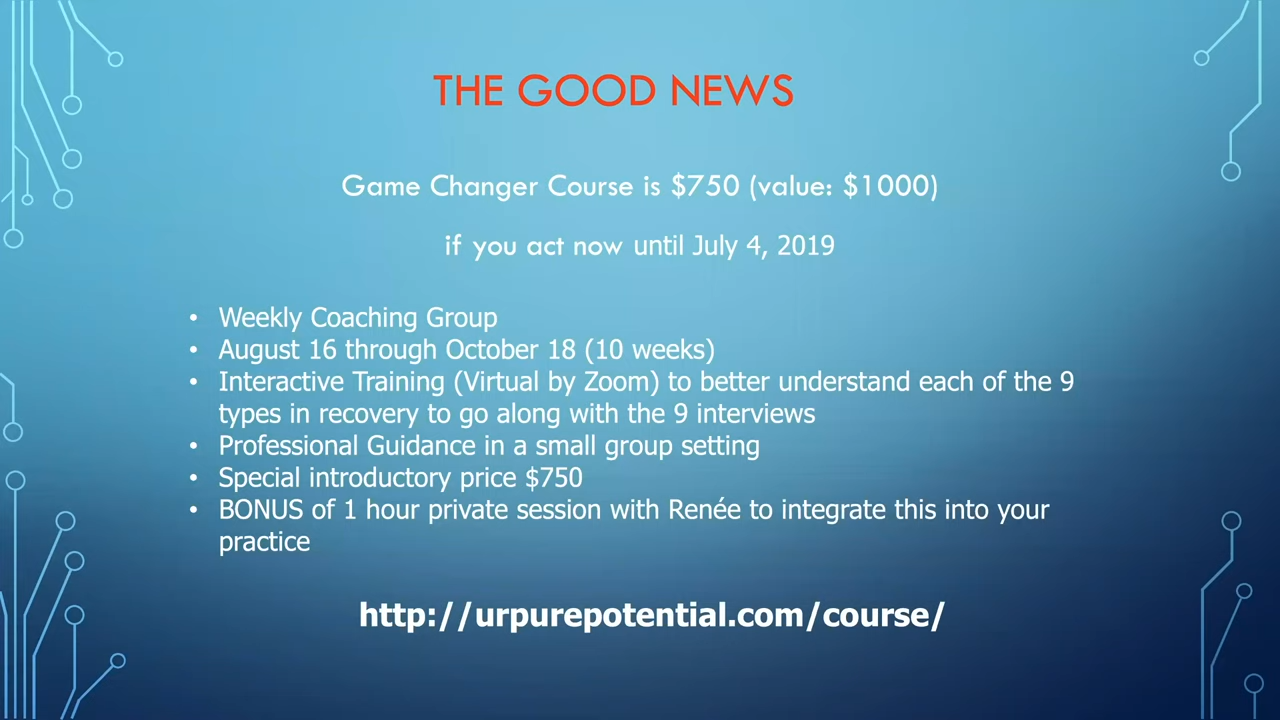 THE GOOD NEWS
Game Changer Course is $750 (value: $1000)
if you act now until July 4, 2019
• Weekly Coaching Group
• August 16 through October 18 (10 weeks)
• Interactive Training (Virtual by Zoom) to better understand each of the 9
types in recovery to go along with the 9 interviews
• Professional Guidance in a small group setting
• Special introductory price $750
• BONUS of 1 hour private session with Renée to integrate this into your
practice
http://urpurepotential.com/course/